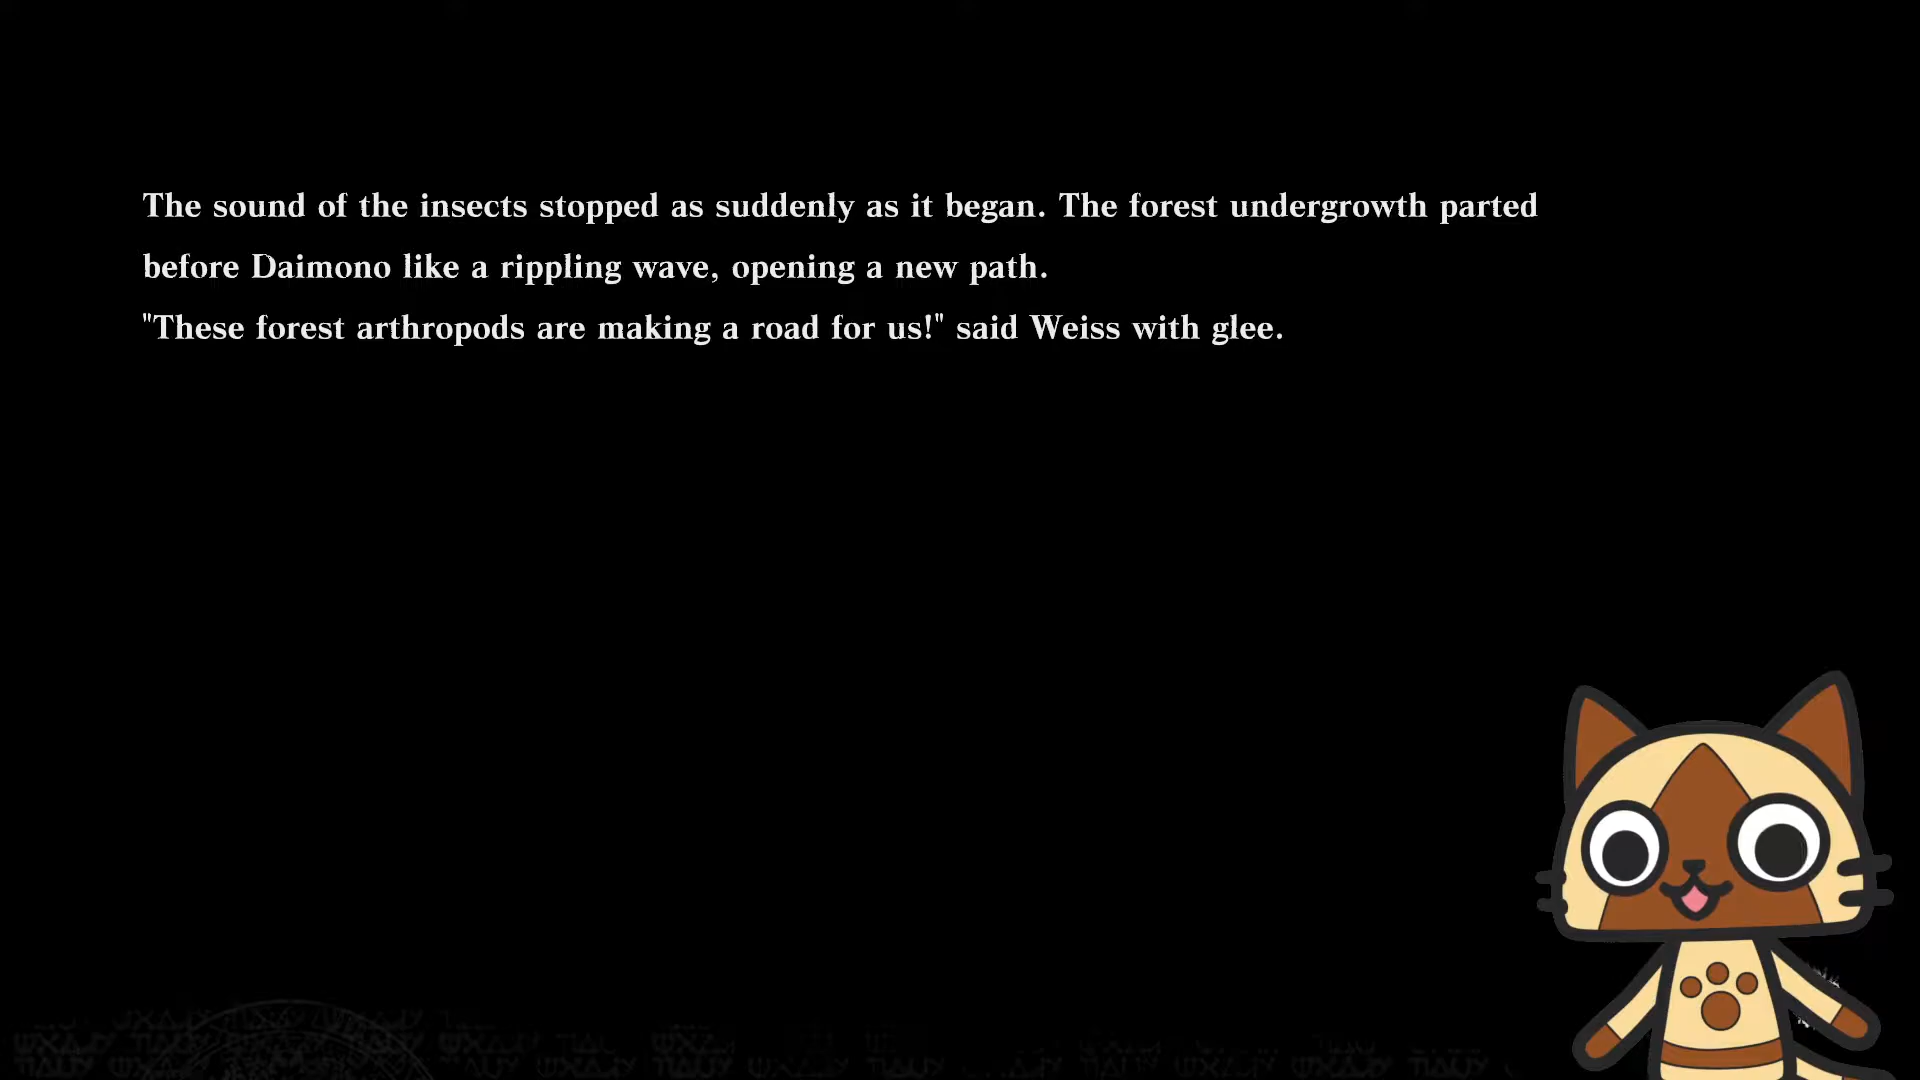 The sound of the insects stopped as suddenly as it began. The forest undergrowth parted
before Daimono like a rippling wave, opening a new path.
"These forest arthropods are making a road for us!" said Weiss with glee.